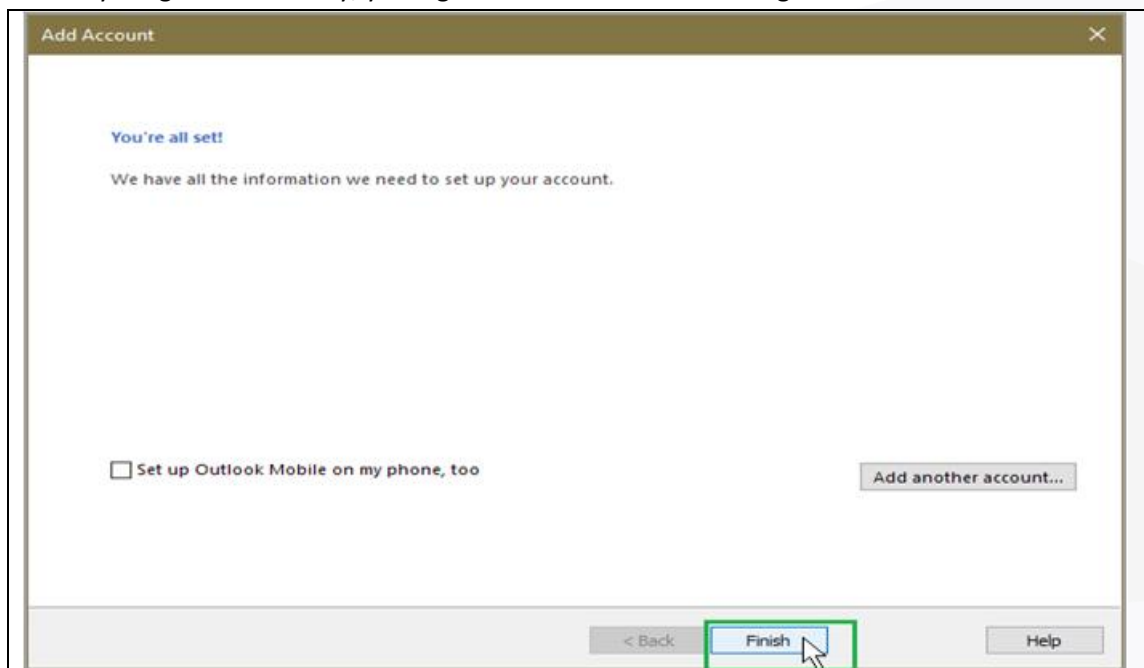 Add Account
You're all set!
We have all the information we need to set up your account.
Set up Outlook Mobile on my phone, too
Add another account...
< Back
Finish
Help